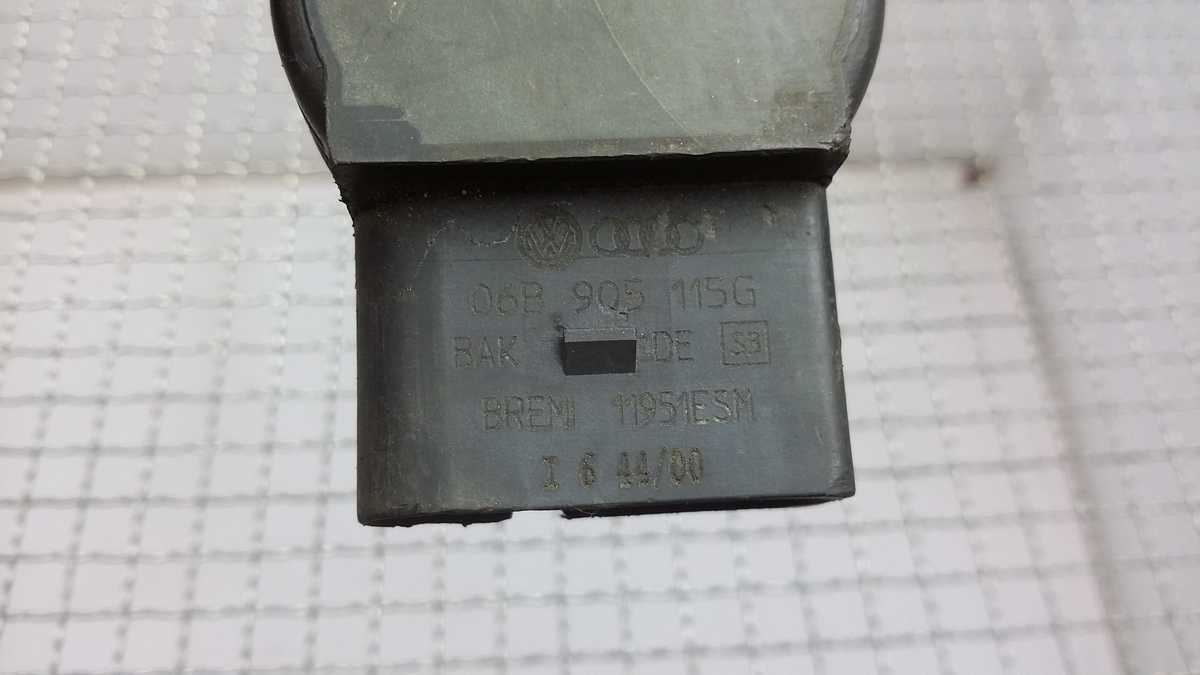 06B 905 115G
BAK DE S3
BREMI 11951ESM
I 6 44/00